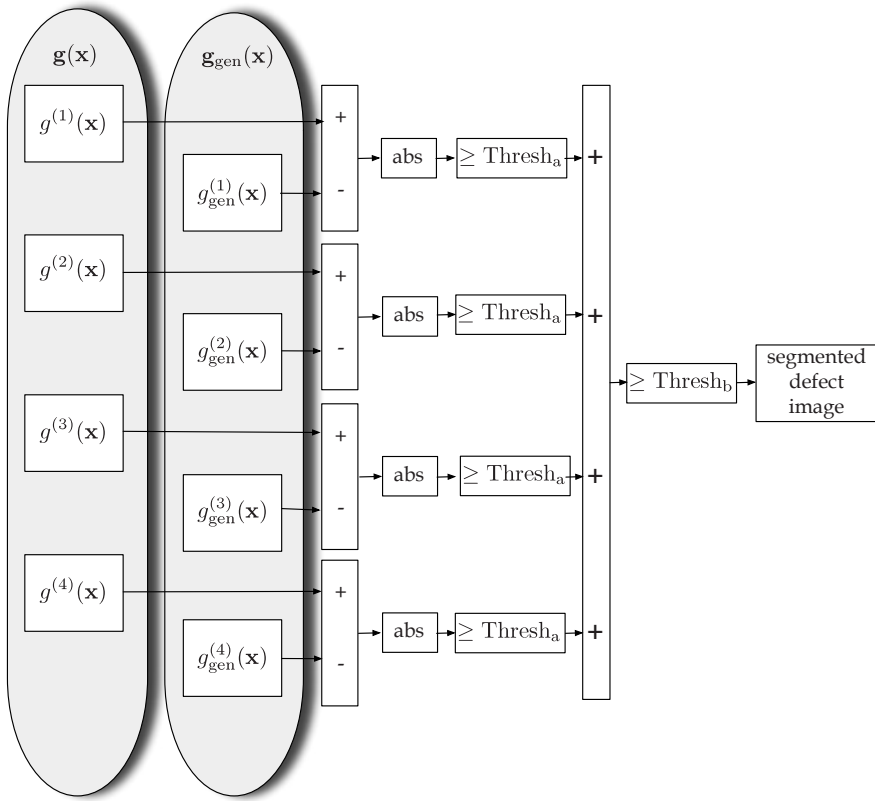 g(x)
g_gen(x)
g^(1)(x)
+
abs
≥ Thresh_a
+
g_gen^(1)(x)
-
g^(2)(x)
+
abs
≥ Thresh_a
+
g_gen^(2)(x)
-
≥ Thresh_b
segmented
defect
image
g^(3)(x)
+
abs
≥ Thresh_a
+
g_gen^(3)(x)
-
g^(4)(x)
+
abs
≥ Thresh_a
+
g_gen^(4)(x)
-